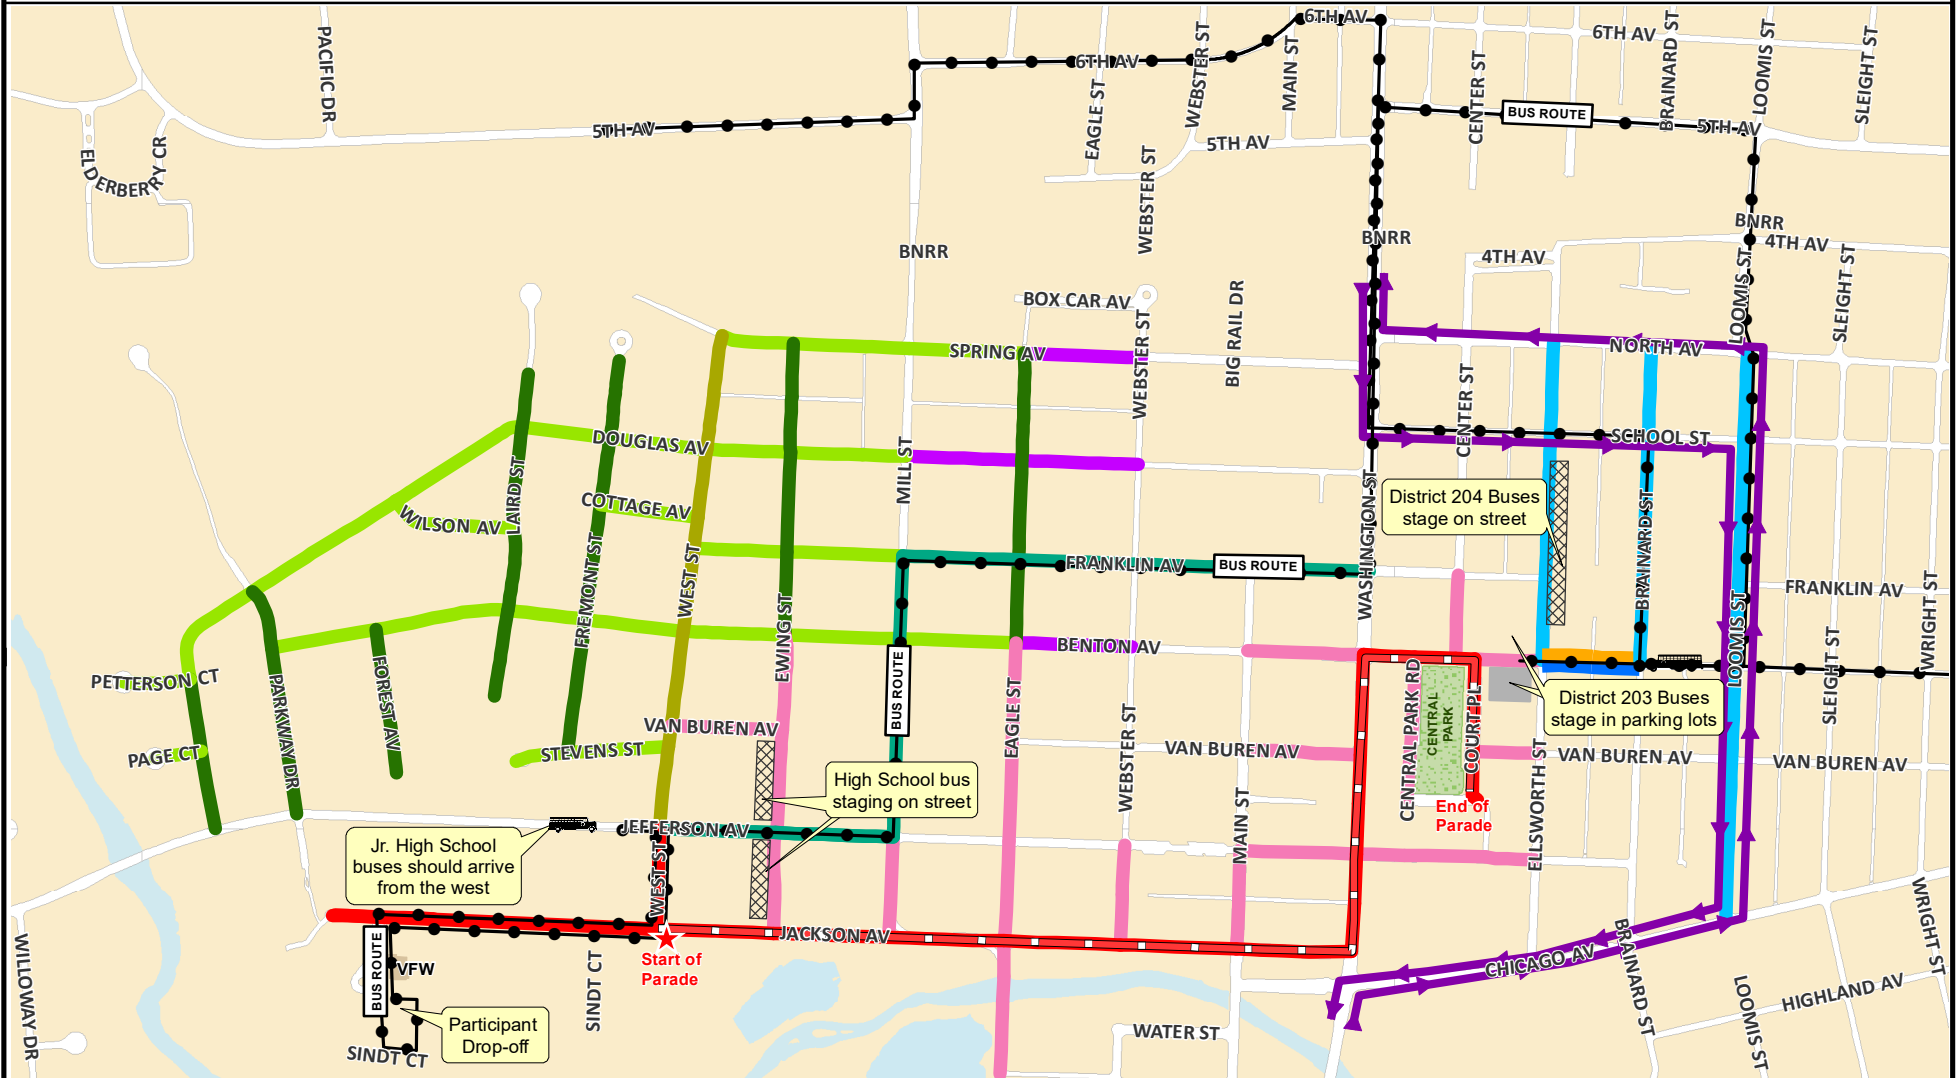 6TH AV
6TH AV
PACIFIC DR
WEBSTER ST
MAIN ST
CENTER ST
BRAINARD ST
LOOMIS ST
SLEIGHT ST
6TH AV
EAGLE ST
5TH AV
BUS ROUTE
5TH AV
5TH AV
ELDERBERRY CR
WEBSTER ST
BNRR
BNRR
BNRR
4TH AV
4TH AV
BOX CAR AV
BIG RAIL DR
LOOMIS ST
SLEIGHT ST
SPRING AV
WEBSTER ST
NORTH AV
CENTER ST
DOUGLAS AV
SCHOOL ST
MILL ST
LAIRD ST
COTTAGE AV
WILSON AV
WASHINGTON ST
District 204 Buses
stage on street
BRAINARD ST
FREMONT ST
WEST ST
FRANKLIN AV
BUS ROUTE
FRANKLIN AV
WRIGHT ST
EWING ST
LOOMIS ST
BENTON AV
BUS ROUTE
PETTERSON CT
PARKWAY DR
FOREST AV
EAGLE ST
WEBSTER ST
CENTRAL PARK RD
CENTRAL
PARK
COURT PL
SLEIGHT ST
District 203 Buses
stage in parking lots
VAN BUREN AV
PAGE CT
STEVENS ST
VAN BUREN AV
ELLSWORTH ST
VAN BUREN AV
VAN BUREN AV
High School bus
staging on street
End of
Parade
JEFFERSON AV
MAIN ST
Jr. High School
buses should arrive
from the west
WEST ST
JACKSON AV
WILLOWAY DR
BUS ROUTE
VFW
SINDT CT
Start of
Parade
CHICAGO AV
BRAINARD ST
WRIGHT ST
HIGHLAND AV
LOOMIS ST
Participant
Drop-off
SINDT CT
WATER ST